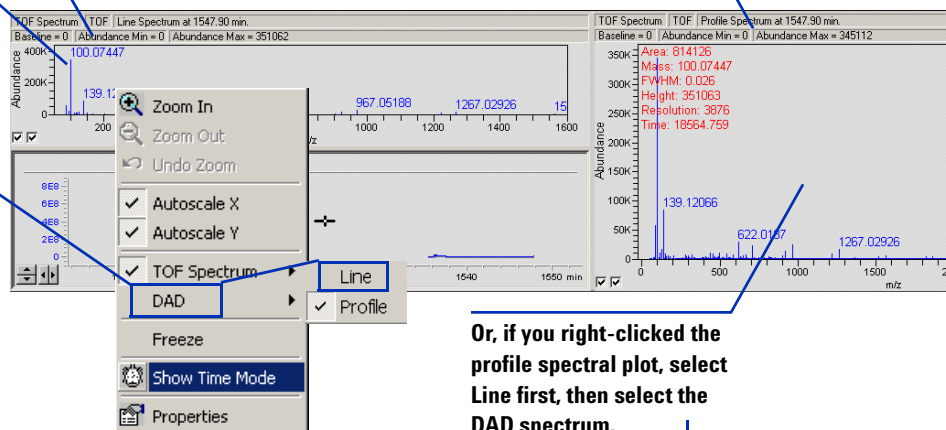 TOF Spectrum TOF Line Spectrum at 1547.90 min.
Baseline = 0 Abundance Min = 0 Abundance Max = 351062
Abundance
400K
200K
0
100.07447
139.12
967.05188
1267.02926
15
200
1000
1200
1400
1600
8E8
6E8
4E8
2E8
0
1540
1550 min
Zoom In
Zoom Out
Undo Zoom
Autoscale X
Autoscale Y
TOF Spectrum
DAD
Freeze
Show Time Mode
Properties
Line
Profile
TOF Spectrum TOF Profile Spectrum at 1547.90 min.
Baseline = 0 Abundance Min = 0 Abundance Max = 345112
Abundance
350K
300K
250K
200K
150K
100K
50K
0
Area: 814126
Mass: 100.07447
FWHM: 0.026
Height: 351063
Resolution: 3876
Time: 18564.759
139.12066
622.0187
1267.02926
0
500
1000
1500
2
m/z
Or, if you right-clicked the
profile spectral plot, select
Line first, then select the
DAD spectrum.